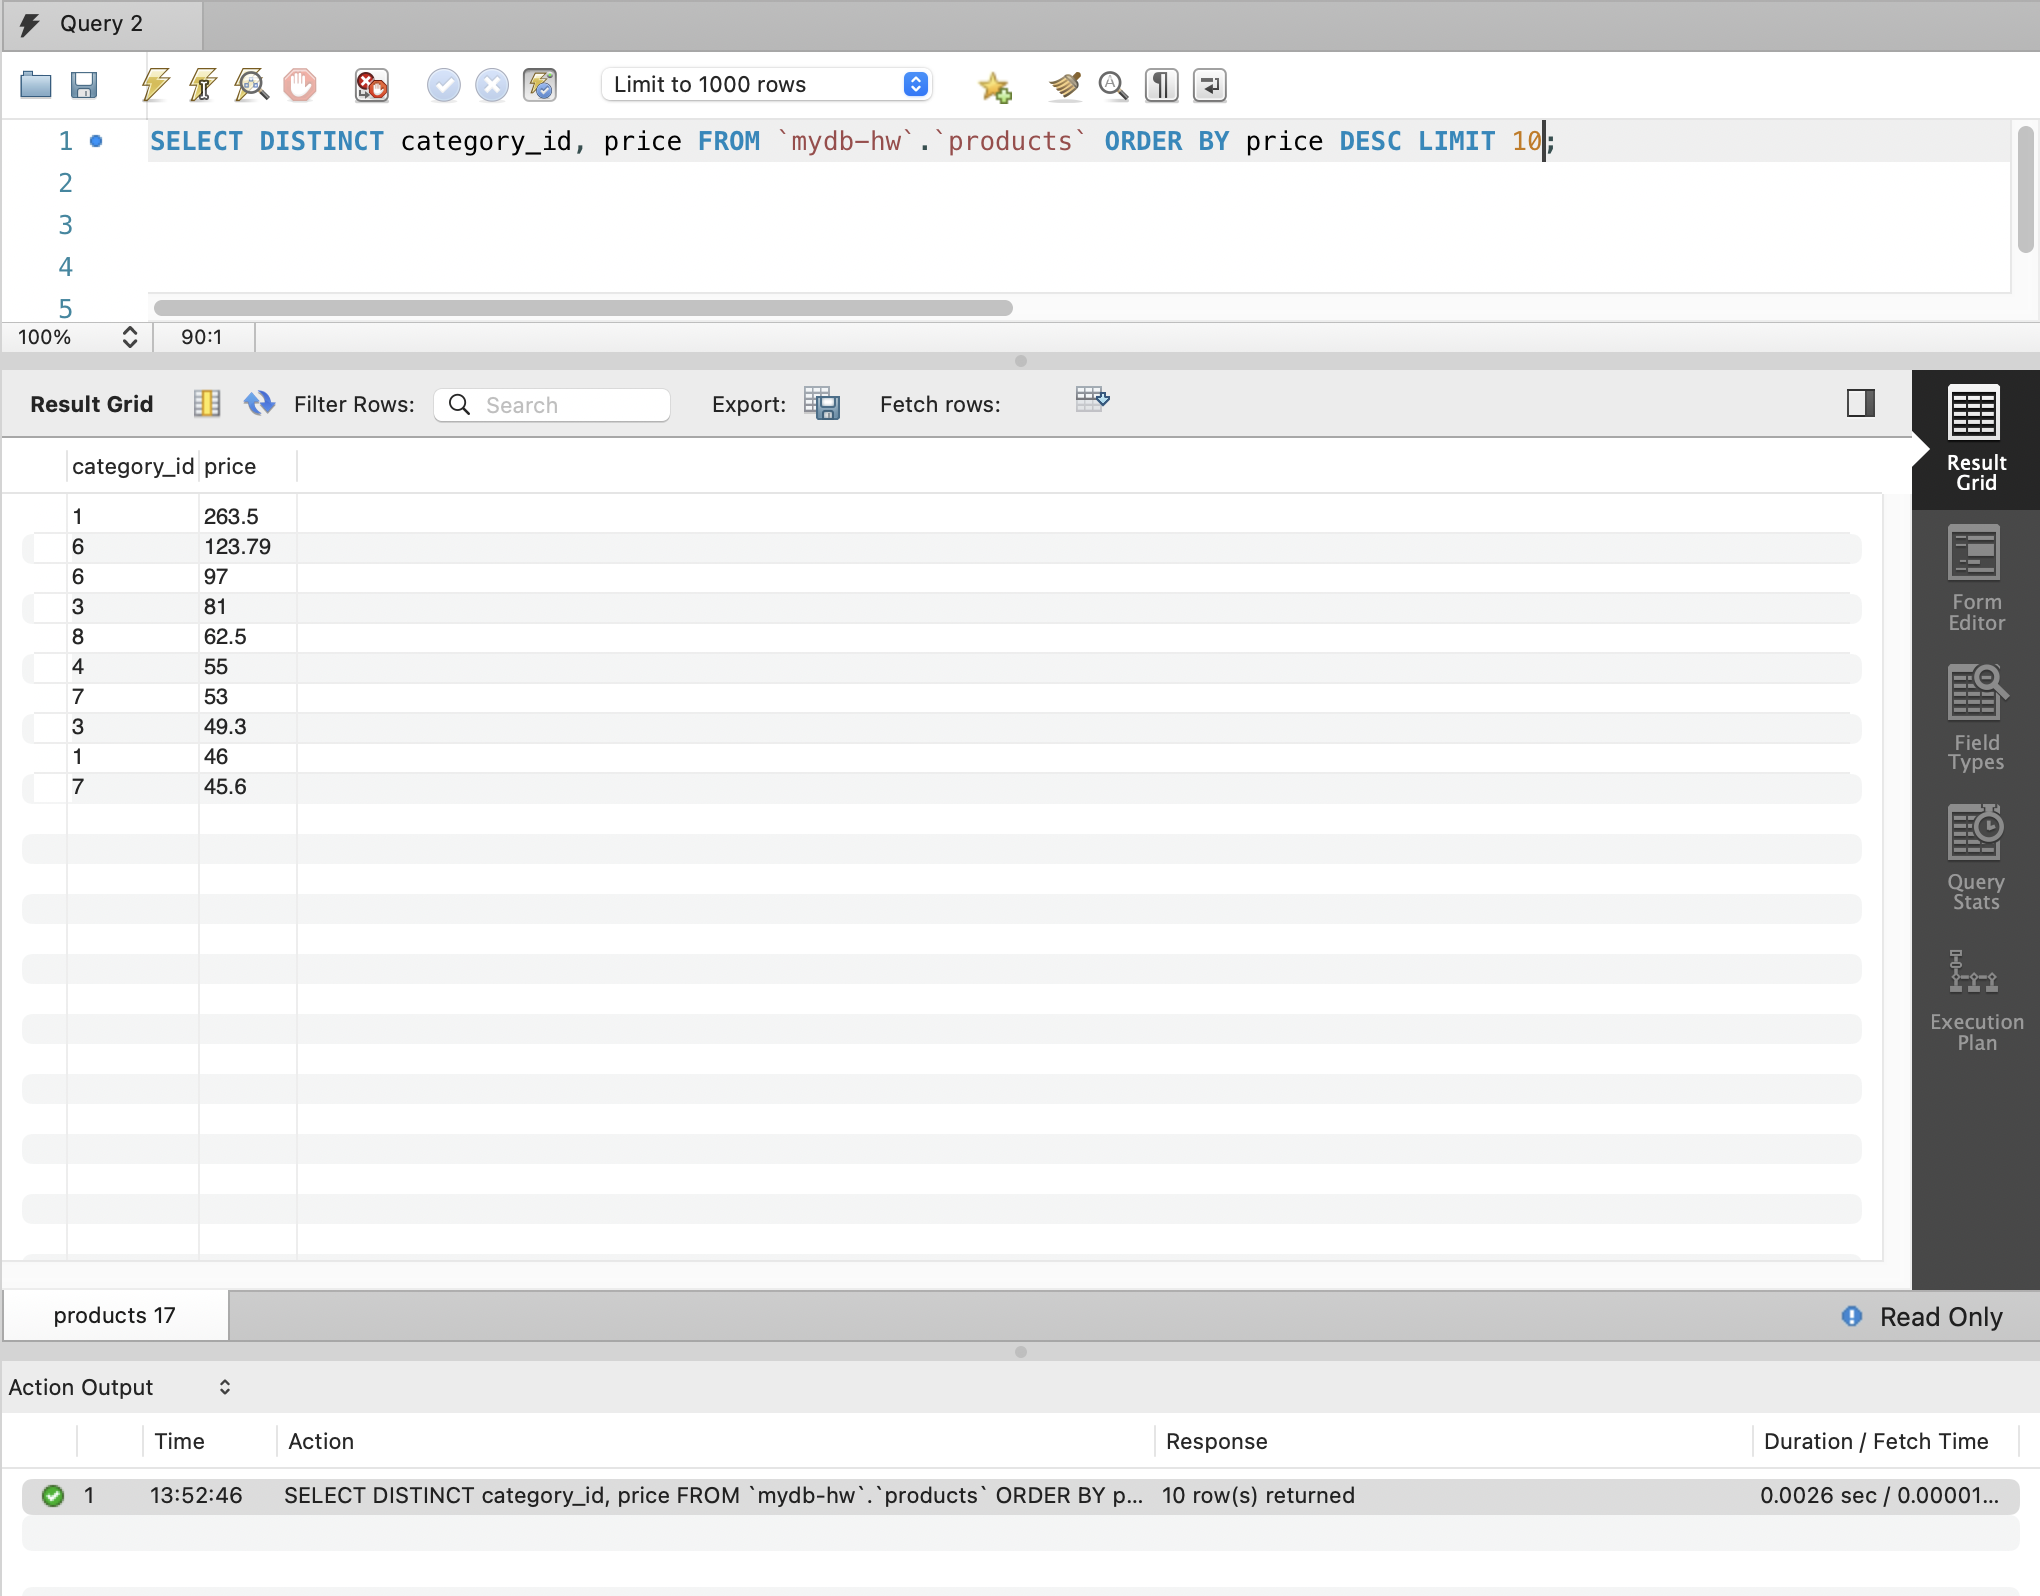 Query 2
Limit to 1000 rows
1 SELECT DISTINCT category_id, price FROM `mydb-hw`.`products` ORDER BY price DESC LIMIT 10;
2
3
4
5
100% 90:1
Result Grid Filter Rows: Search Export: Fetch rows:
category_id price
1 263.5
6 123.79
6 97
3 81
8 62.5
4 55
7 53
3 49.3
1 46
7 45.6
Result
Grid
Form
Editor
Field
Types
Query
Stats
Execution
Plan
products 17 Read Only
Action Output
Time Action Response Duration / Fetch Time
1 13:52:46 SELECT DISTINCT category_id, price FROM `mydb-hw`.`products` ORDER BY p... 10 row(s) returned 0.0026 sec / 0.00001...